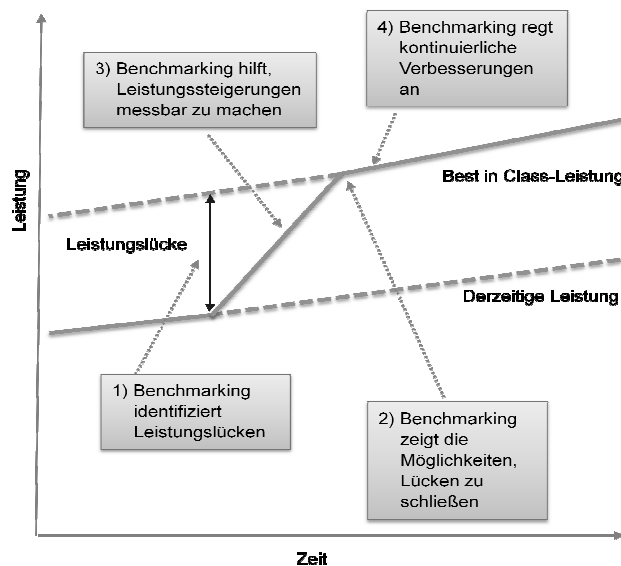 4) Benchmarking regt
kontinuierliche
Verbesserungen
an
3) Benchmarking hilft,
Leistungssteigerungen
messbar zu machen
Leistung
Best in Class-Leistung
Leistungslücke
Derzeitige Leistung
1) Benchmarking
identifiziert
Leistungslücken
2) Benchmarking
zeigt die
Möglichkeiten,
Lücken zu
schließen
Zeit